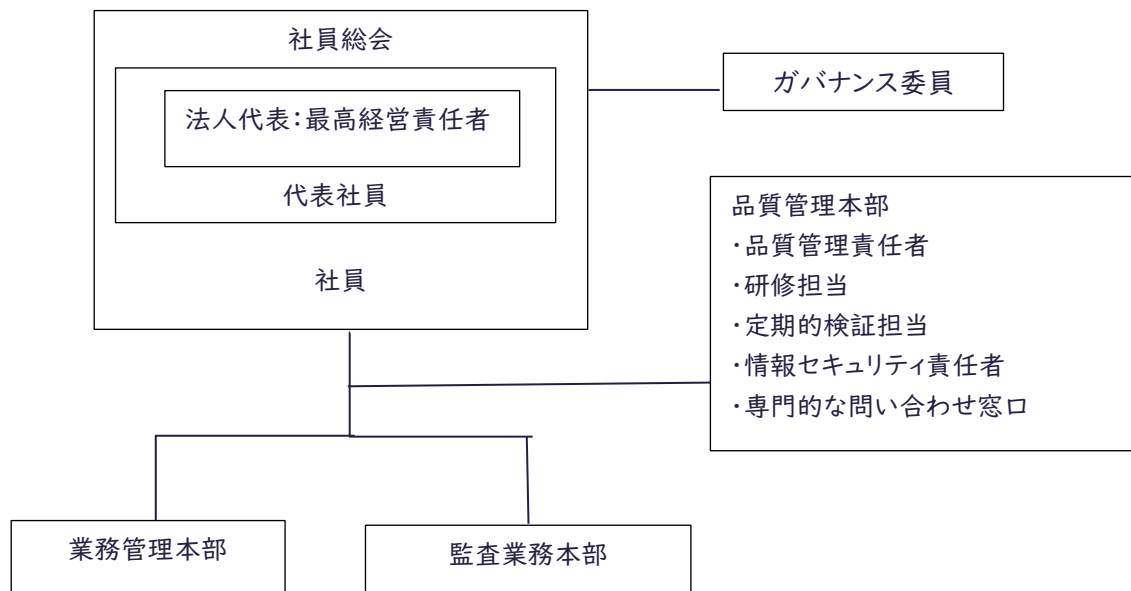 社員総会
法人代表：最高経営責任者
代表社員
社員
ガバナンス委員
品質管理本部
・品質管理責任者
・研修担当
・定期的検証担当
・情報セキュリティ責任者
・専門的な問い合わせ窓口
業務管理本部
監査業務本部